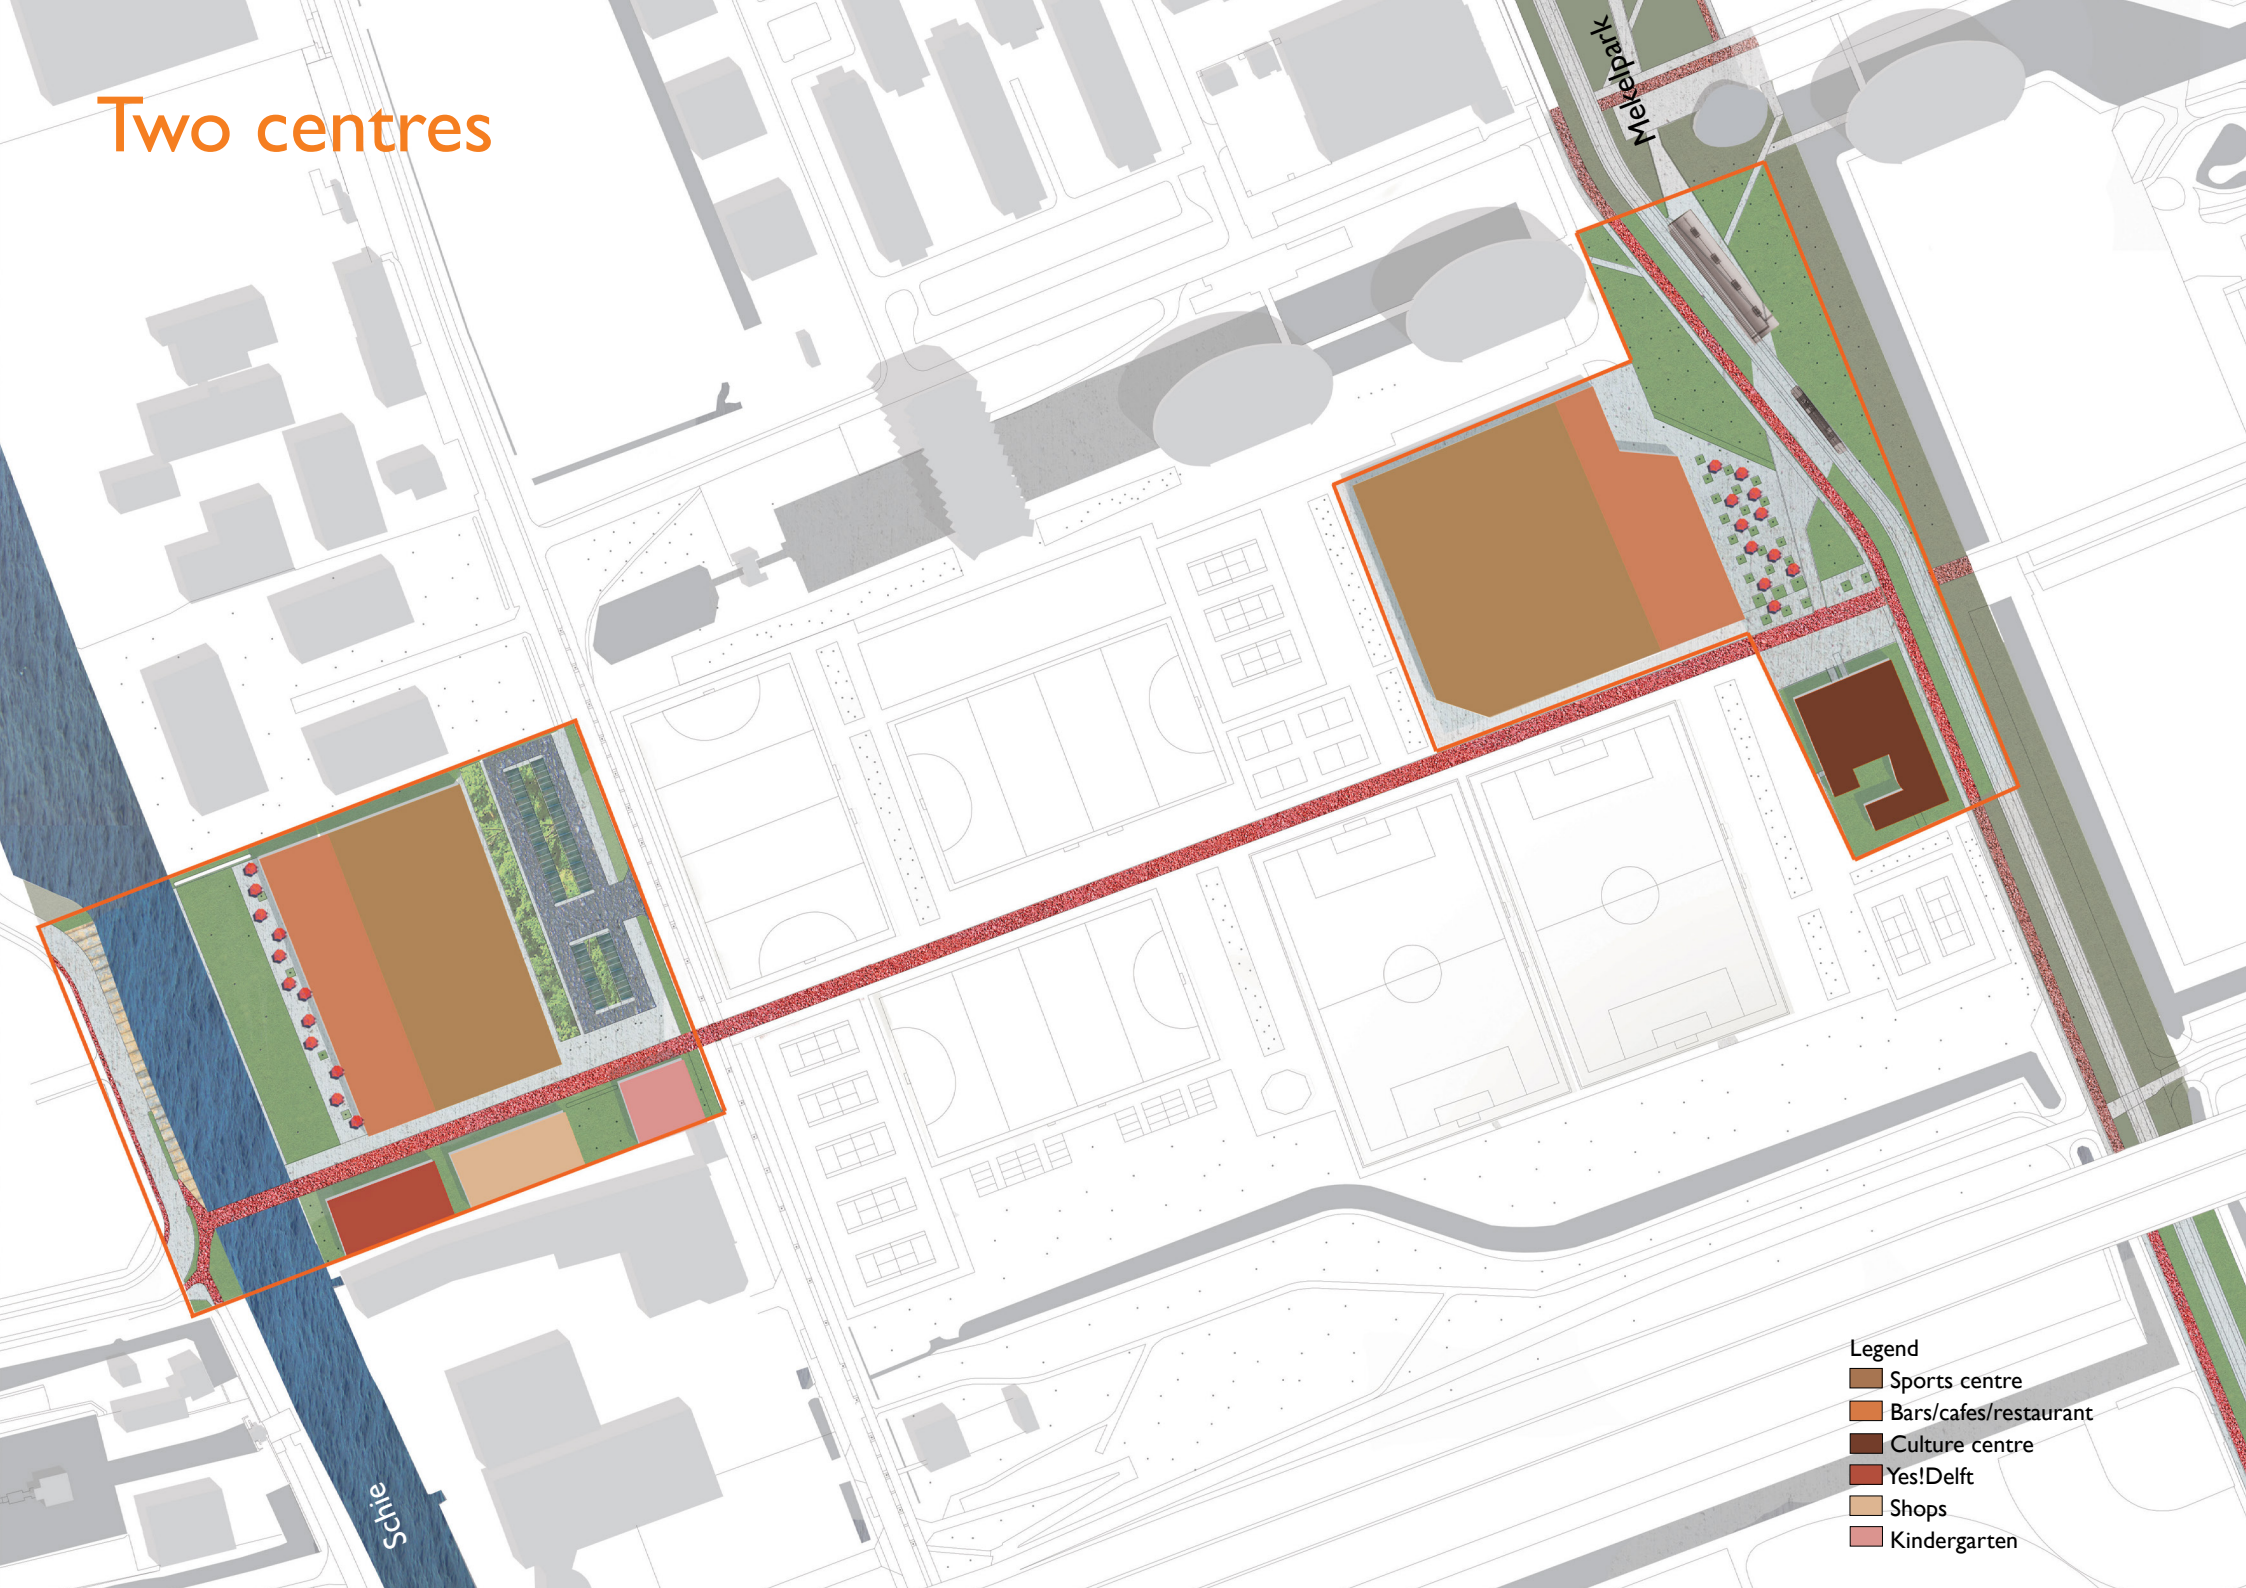 Two centres
Mekelpark
Schie
Legend
Sports centre
Bars/cafes/restaurant
Culture centre
Yes!Delft
Shops
Kindergarten